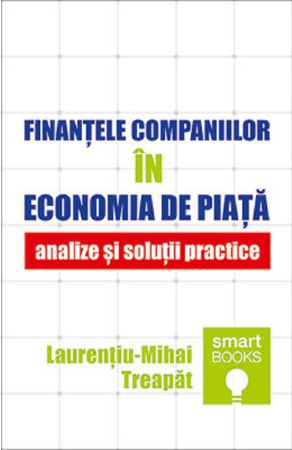 FINANȚELE COMPANIILOR
ÎN
ECONOMIA DE PIAȚĂ
analize și soluții practice
Laurențiu-Mihai
Treapăt
smart
BOOKS